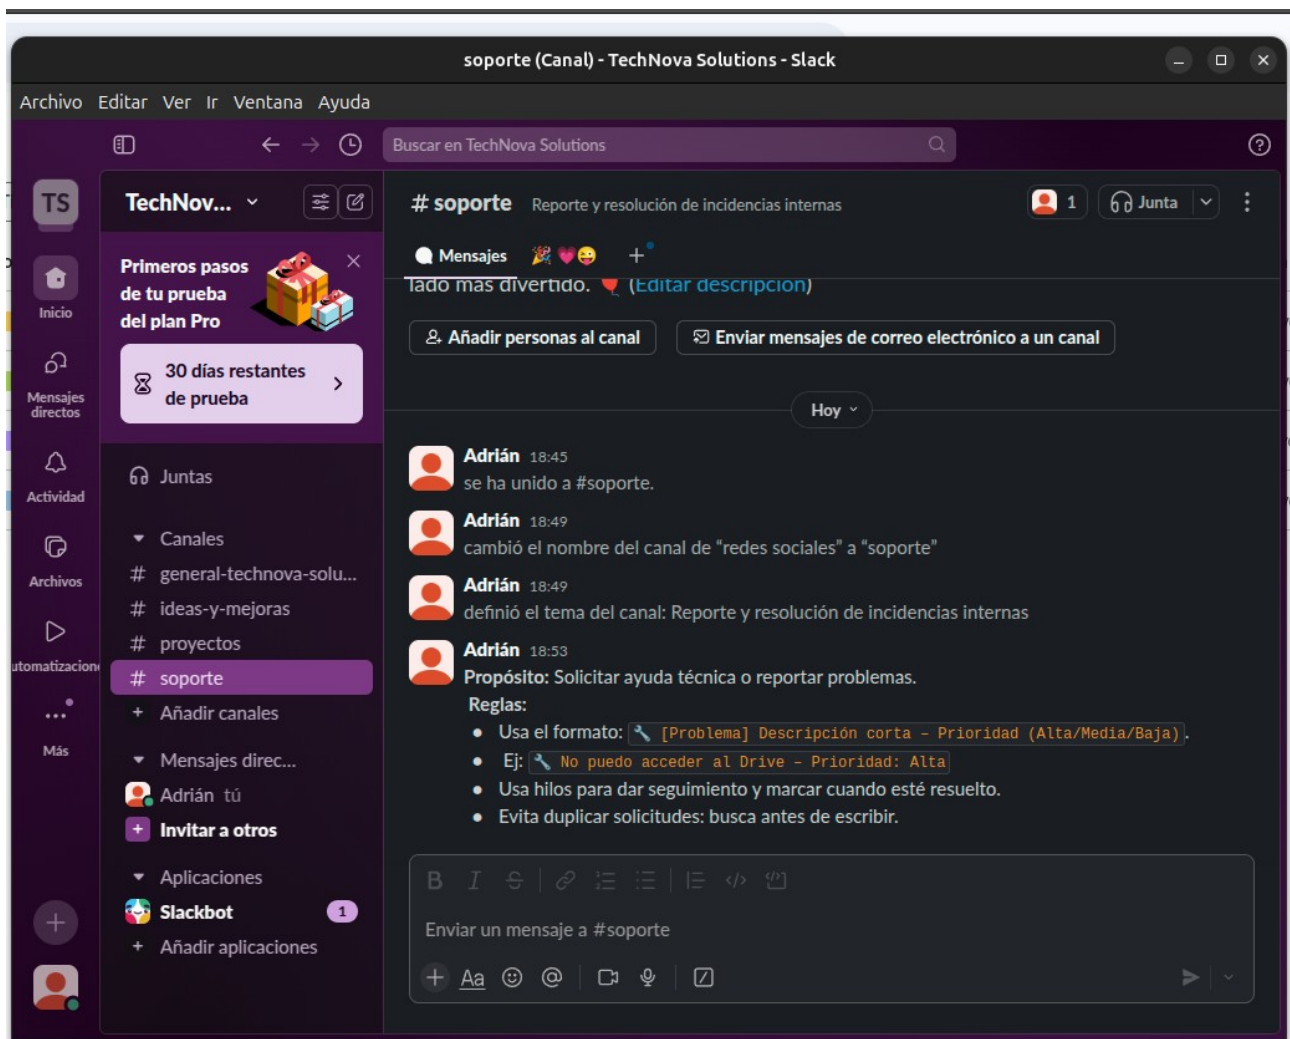 soporte (Canal) - TechNova Solutions - Slack
Archivo Editar Ver Ir Ventana Ayuda
Buscar en TechNova Solutions
TS
Inicio
Mensajes
directos
Actividad
Archivos
utomatizacione
Más
TechNov...
Primeros pasos
de tu prueba
del plan Pro
30 días restantes
de prueba
Juntas
Canales
# general-technova-solu...
# ideas-y-mejoras
# proyectos
# soporte
+ Añadir canales
Mensajes direc...
Adrián tú
+ Invitar a otros
Aplicaciones
Slackbot 1
+ Añadir aplicaciones
# soporte Reporte y resolución de incidencias internas
1 Junta
Mensajes 🎉💗😜 +
lado más divertido. 🎈 (Editar descripción)
Añadir personas al canal Enviar mensajes de correo electrónico a un canal
Hoy
Adrián 18:45
se ha unido a #soporte.
Adrián 18:49
cambió el nombre del canal de “redes sociales” a “soporte”
Adrián 18:49
definió el tema del canal: Reporte y resolución de incidencias internas
Adrián 18:53
Propósito: Solicitar ayuda técnica o reportar problemas.
Reglas:
• Usa el formato: 🔧 [Problema] Descripción corta – Prioridad (Alta/Media/Baja).
• Ej: 🔧 No puedo acceder al Drive – Prioridad: Alta
• Usa hilos para dar seguimiento y marcar cuando esté resuelto.
• Evita duplicar solicitudes: busca antes de escribir.
B I S
Enviar un mensaje a #soporte
+ Aa @